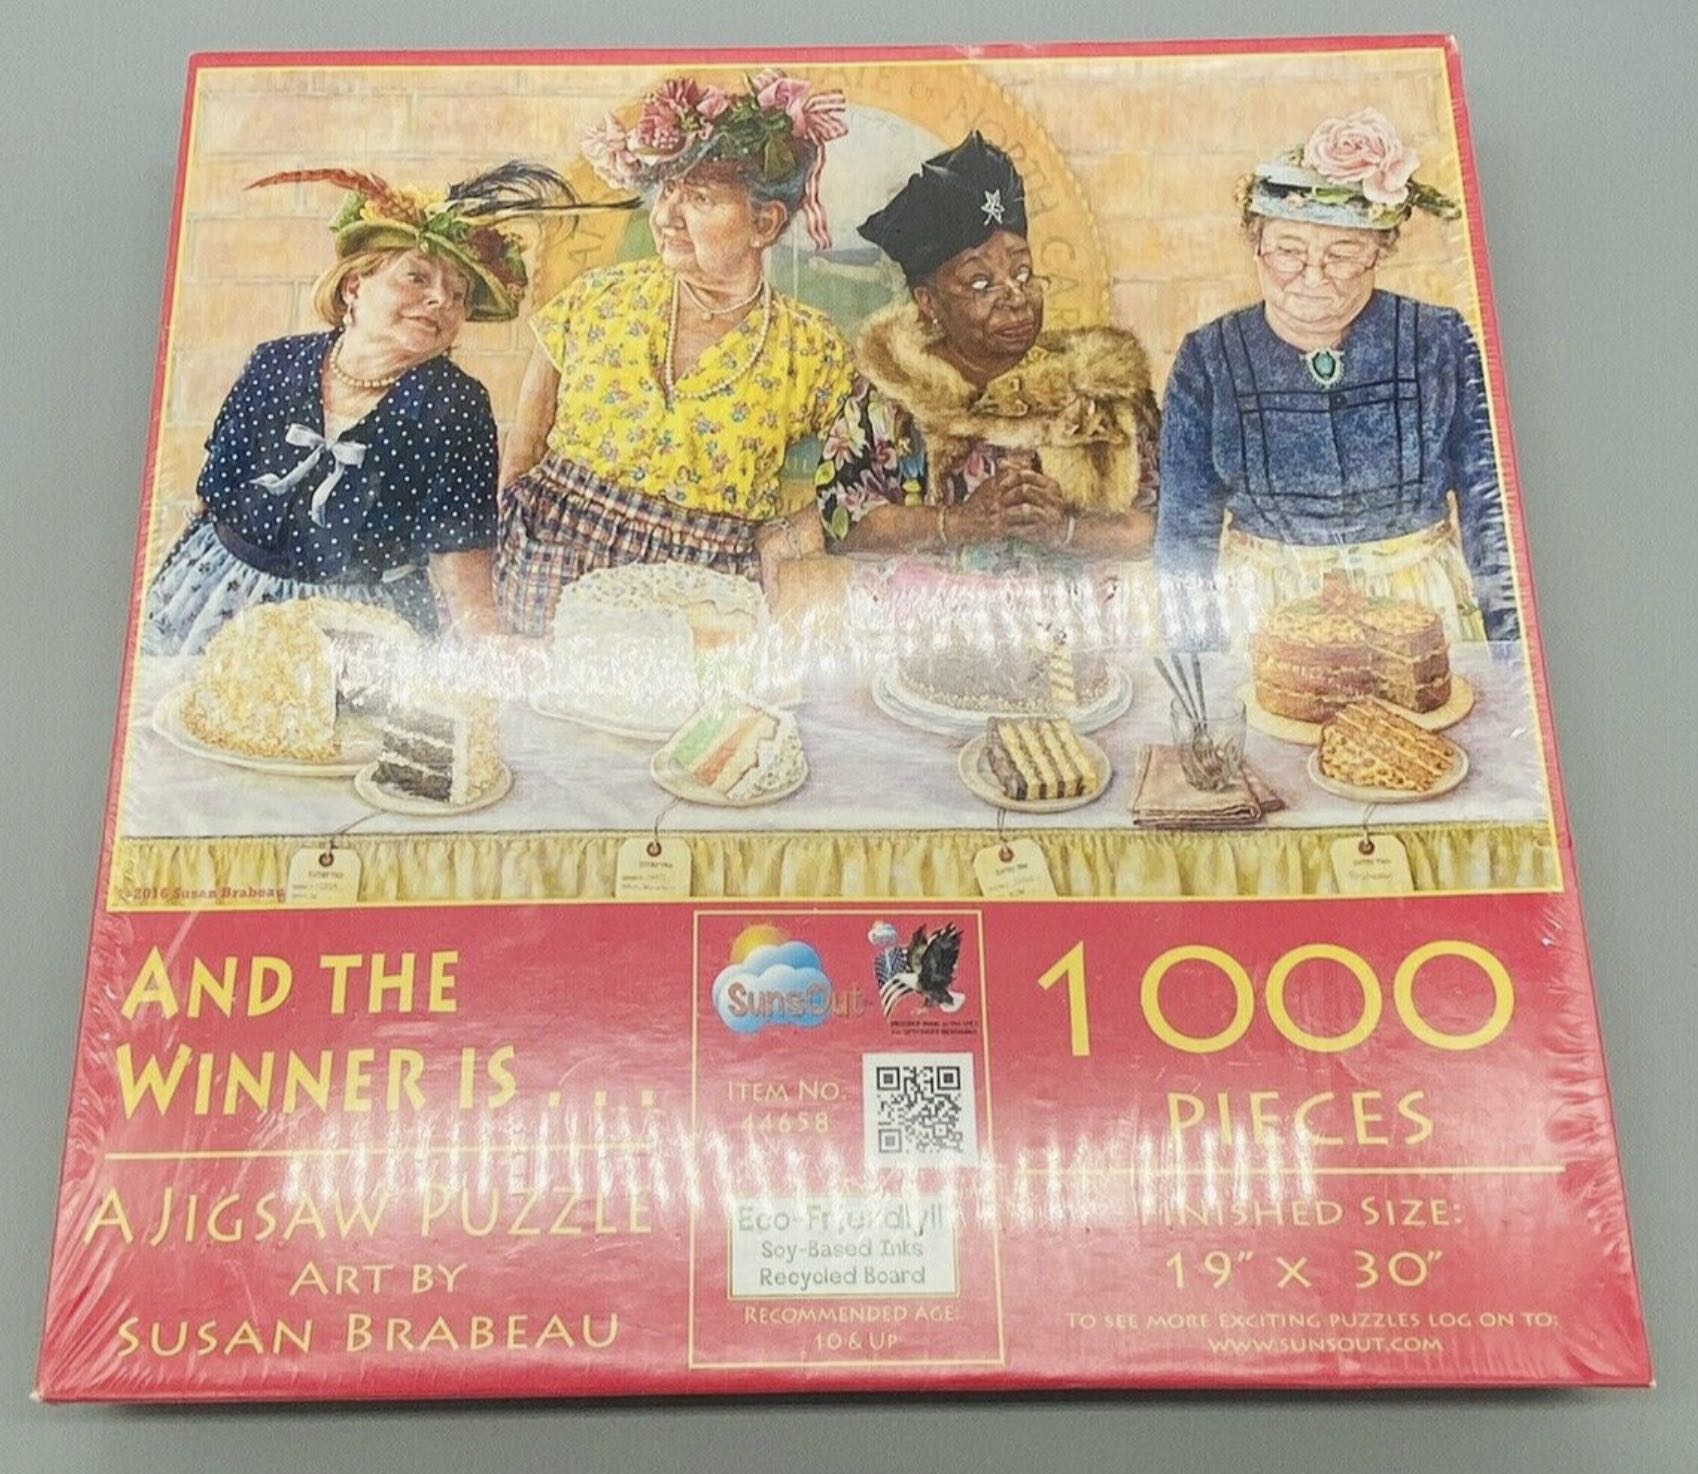 NORTH CAR
©2016 Susan Brabeau
AND THE
WINNER IS . . .
A JIGSAW PUZZLE
ART BY
SUSAN BRABEAU
SunsOut
ITEM NO.
44658
Eco-Friendly!!
Soy-Based Inks
Recycled Board
RECOMMENDED AGE:
10 & UP
1000
PIECES
FINISHED SIZE:
19" X 30"
TO SEE MORE EXCITING PUZZLES LOG ON TO:
WWW.SUNSOUT.COM